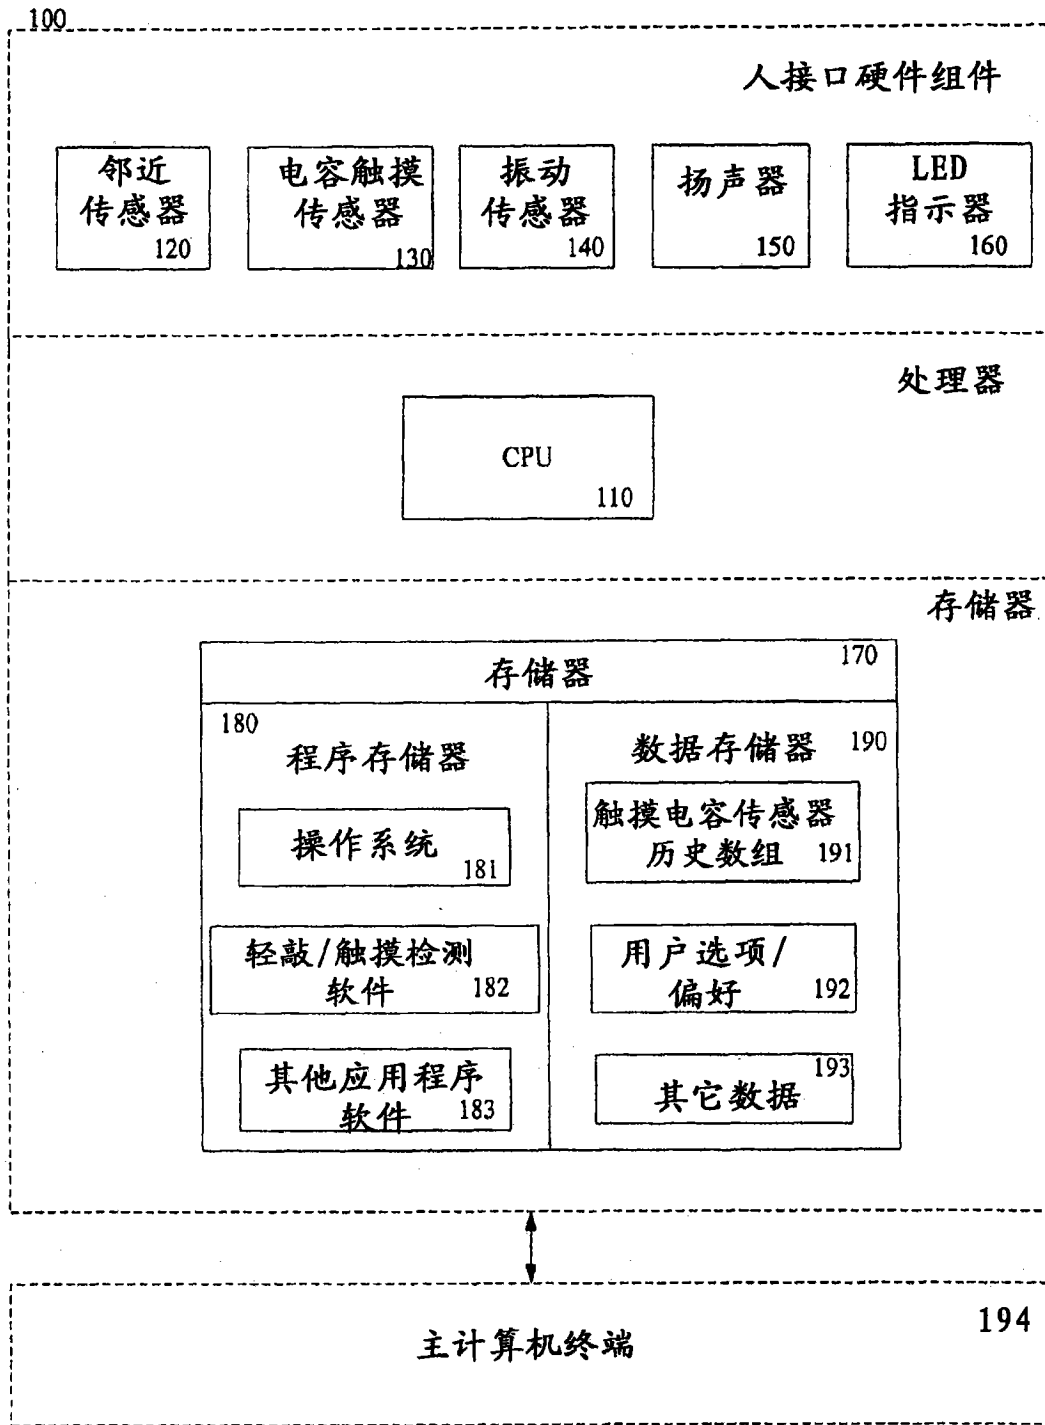 100
人接口硬件组件
邻近
传感器
120
电容触摸
传感器
130
振动
传感器
140
扬声器
150
LED
指示器
160
处理器
CPU
110
存储器
存储器
170
180
程序存储器
操作系统
181
轻敲/触摸检测
软件
182
其他应用程序
软件
183
数据存储器
190
触摸电容传感器
历史数组
191
用户选项/
偏好
192
193
其它数据
194
主计算机终端